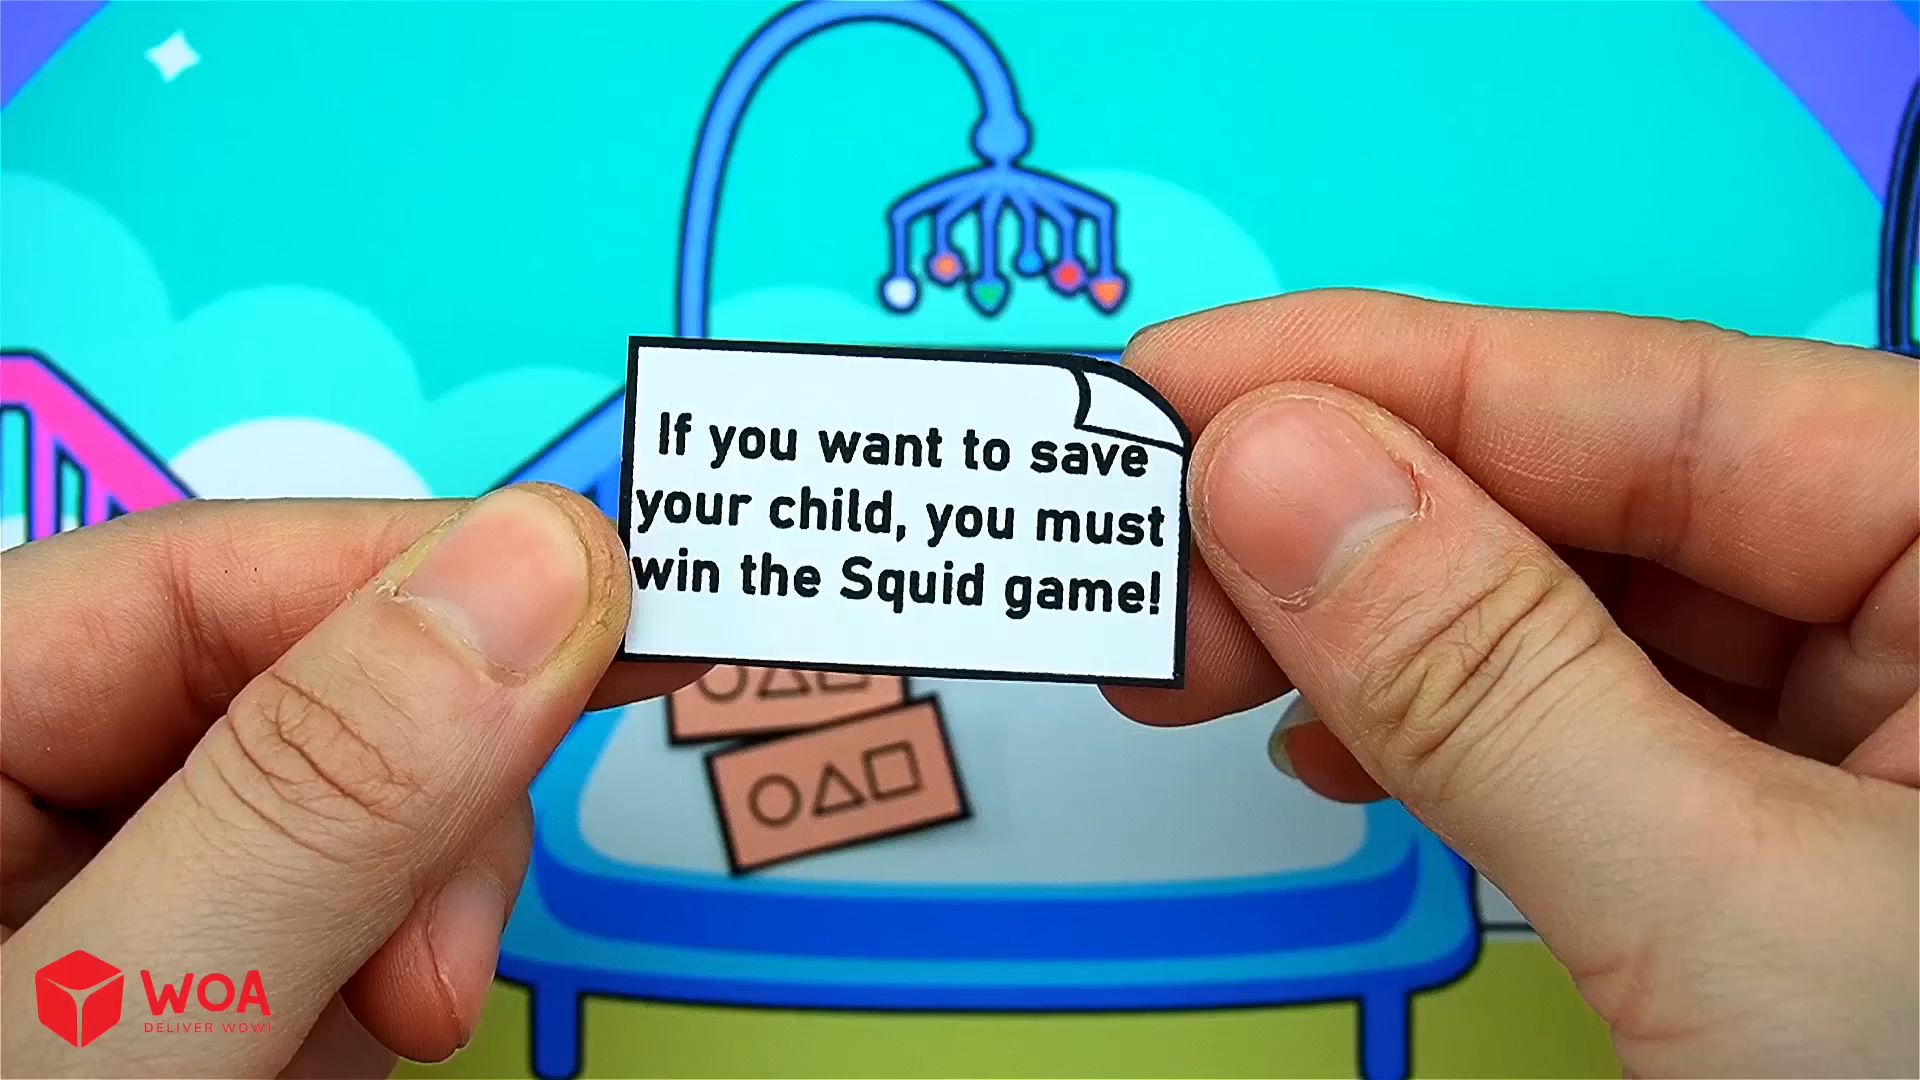 If you want to save
your child, you must
win the Squid game!
WOA
DELIVER WOW!